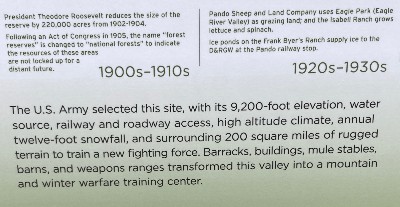 President Theodore Roosevelt reduces the size of the
reserve by 220,000 acres from 1902-1904.
Following an Act of Congress in 1905, the name "forest
reserves" is changed to "national forests" to indicate
the resources of these areas
are not locked up for a
distant future.
1900s–1910s
Pando Sheep and Land Company uses Eagle Park (Eagle
River Valley) as grazing land; and the Isabell Ranch grows
lettuce and spinach.
Ice ponds on the Frank Byer's Ranch supply ice to the
D&RGW at the Pando railway stop.
1920s–1930s
The U.S. Army selected this site, with its 9,200-foot elevation, water
source, railway and roadway access, high altitude climate, annual
twelve-foot snowfall, and surrounding 200 square miles of rugged
terrain to train a new fighting force. Barracks, buildings, mule stables,
barns, and weapons ranges transformed this valley into a mountain
and winter warfare training center.